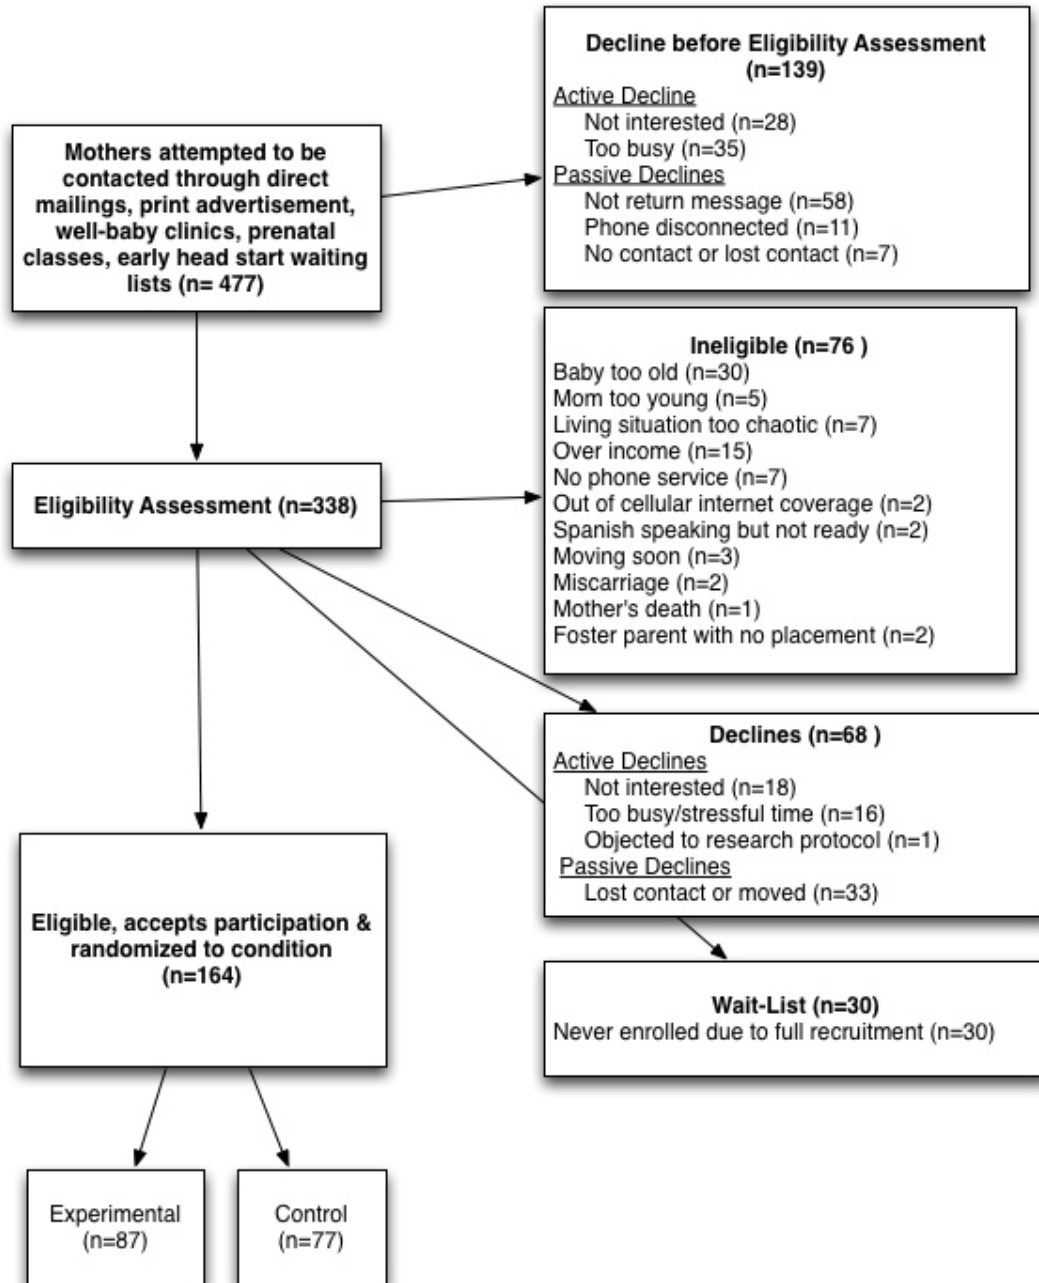 Decline before Eligibility Assessment
(n=139)
Active Decline
Not interested (n=28)
Too busy (n=35)
Passive Declines
Not return message (n=58)
Phone disconnected (n=11)
No contact or lost contact (n=7)
Mothers attempted to be
contacted through direct
mailings, print advertisement,
well-baby clinics, prenatal
classes, early head start waiting
lists (n= 477)
Ineligible (n=76 )
Baby too old (n=30)
Mom too young (n=5)
Living situation too chaotic (n=7)
Over income (n=15)
No phone service (n=7)
Out of cellular internet coverage (n=2)
Spanish speaking but not ready (n=2)
Moving soon (n=3)
Miscarriage (n=2)
Mother's death (n=1)
Foster parent with no placement (n=2)
Eligibility Assessment (n=338)
Declines (n=68 )
Active Declines
Not interested (n=18)
Too busy/stressful time (n=16)
Objected to research protocol (n=1)
Passive Declines
Lost contact or moved (n=33)
Eligible, accepts participation &
randomized to condition
(n=164)
Wait-List (n=30)
Never enrolled due to full recruitment (n=30)
Experimental
(n=87)
Control
(n=77)